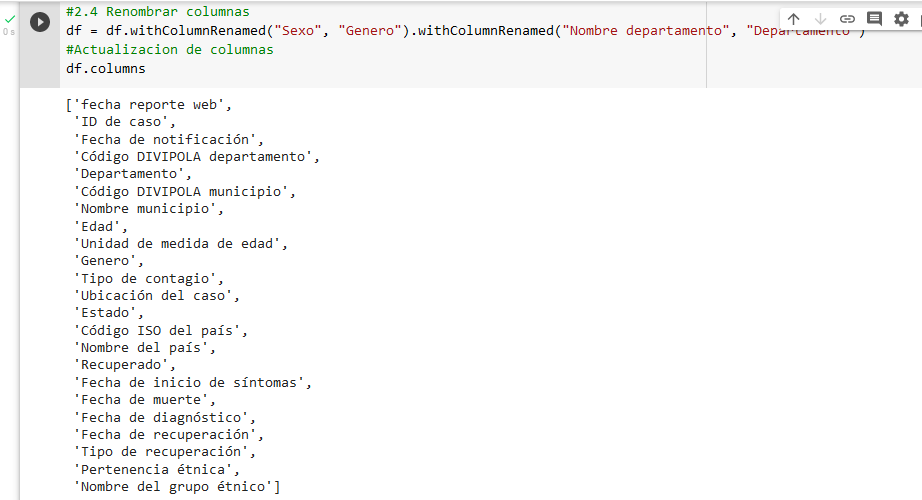 #2.4 Renombrar columnas
df = df.withColumnRenamed("Sexo", "Genero").withColumnRenamed("Nombre departamento", "Departamento")
#Actualizacion de columnas
df.columns
0 s
['fecha reporte web',
'ID de caso',
'Fecha de notificación',
'Código DIVIPOLA departamento',
'Departamento',
'Código DIVIPOLA municipio',
'Nombre municipio',
'Edad',
'Unidad de medida de edad',
'Genero',
'Tipo de contagio',
'Ubicación del caso',
'Estado',
'Código ISO del país',
'Nombre del país',
'Recuperado',
'Fecha de inicio de síntomas',
'Fecha de muerte',
'Fecha de diagnóstico',
'Fecha de recuperación',
'Tipo de recuperación',
'Pertenencia étnica',
'Nombre del grupo étnico']